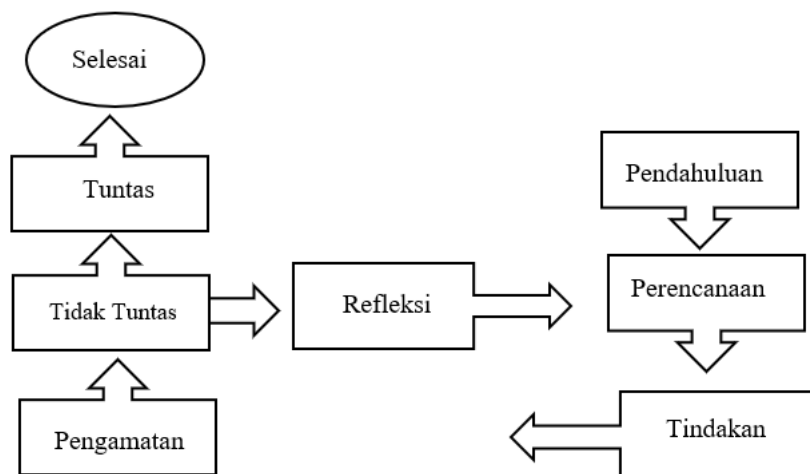 Selesai
Tuntas
Pendahuluan
Tidak Tuntas
Refleksi
Perencanaan
Pengamatan
Tindakan